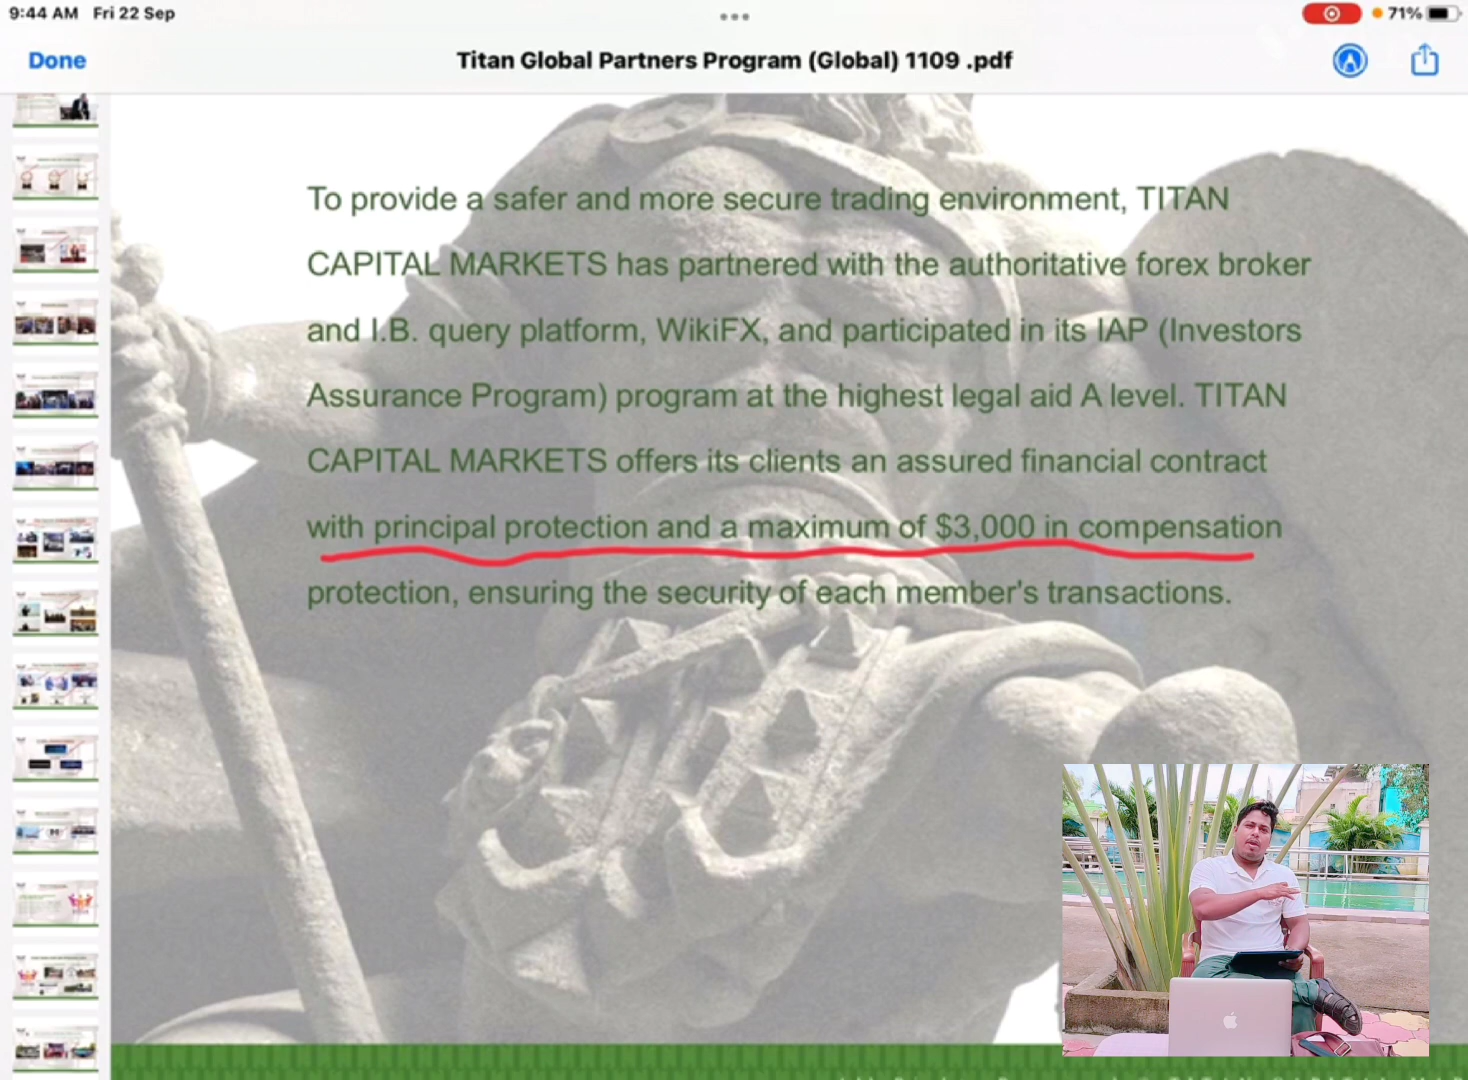 9:44 AM Fri 22 Sep
71%
Done
Titan Global Partners Program (Global) 1109 .pdf
To provide a safer and more secure trading environment, TITAN
CAPITAL MARKETS has partnered with the authoritative forex broker
and I.B. query platform, WikiFX, and participated in its IAP (Investors
Assurance Program) program at the highest legal aid A level. TITAN
CAPITAL MARKETS offers its clients an assured financial contract
with principal protection and a maximum of $3,000 in compensation
protection, ensuring the security of each member's transactions.